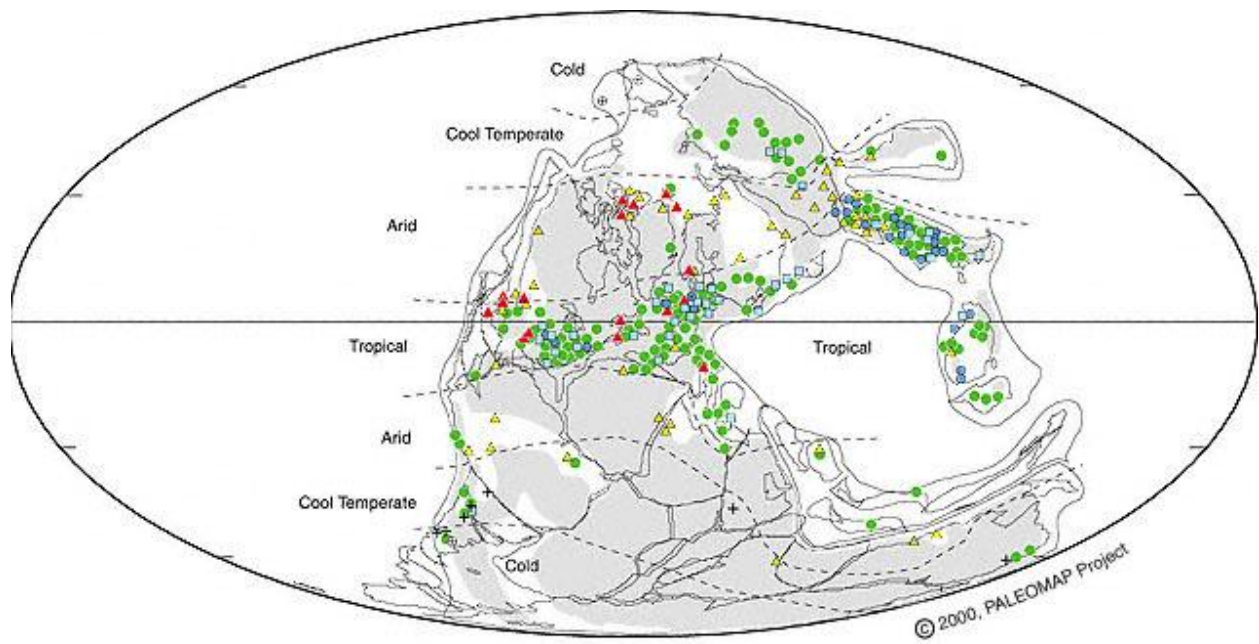 Cold
Cool Temperate
Arid
Tropical
Tropical
Arid
Cool Temperate
Cold
© 2000, PALEOMAP Project